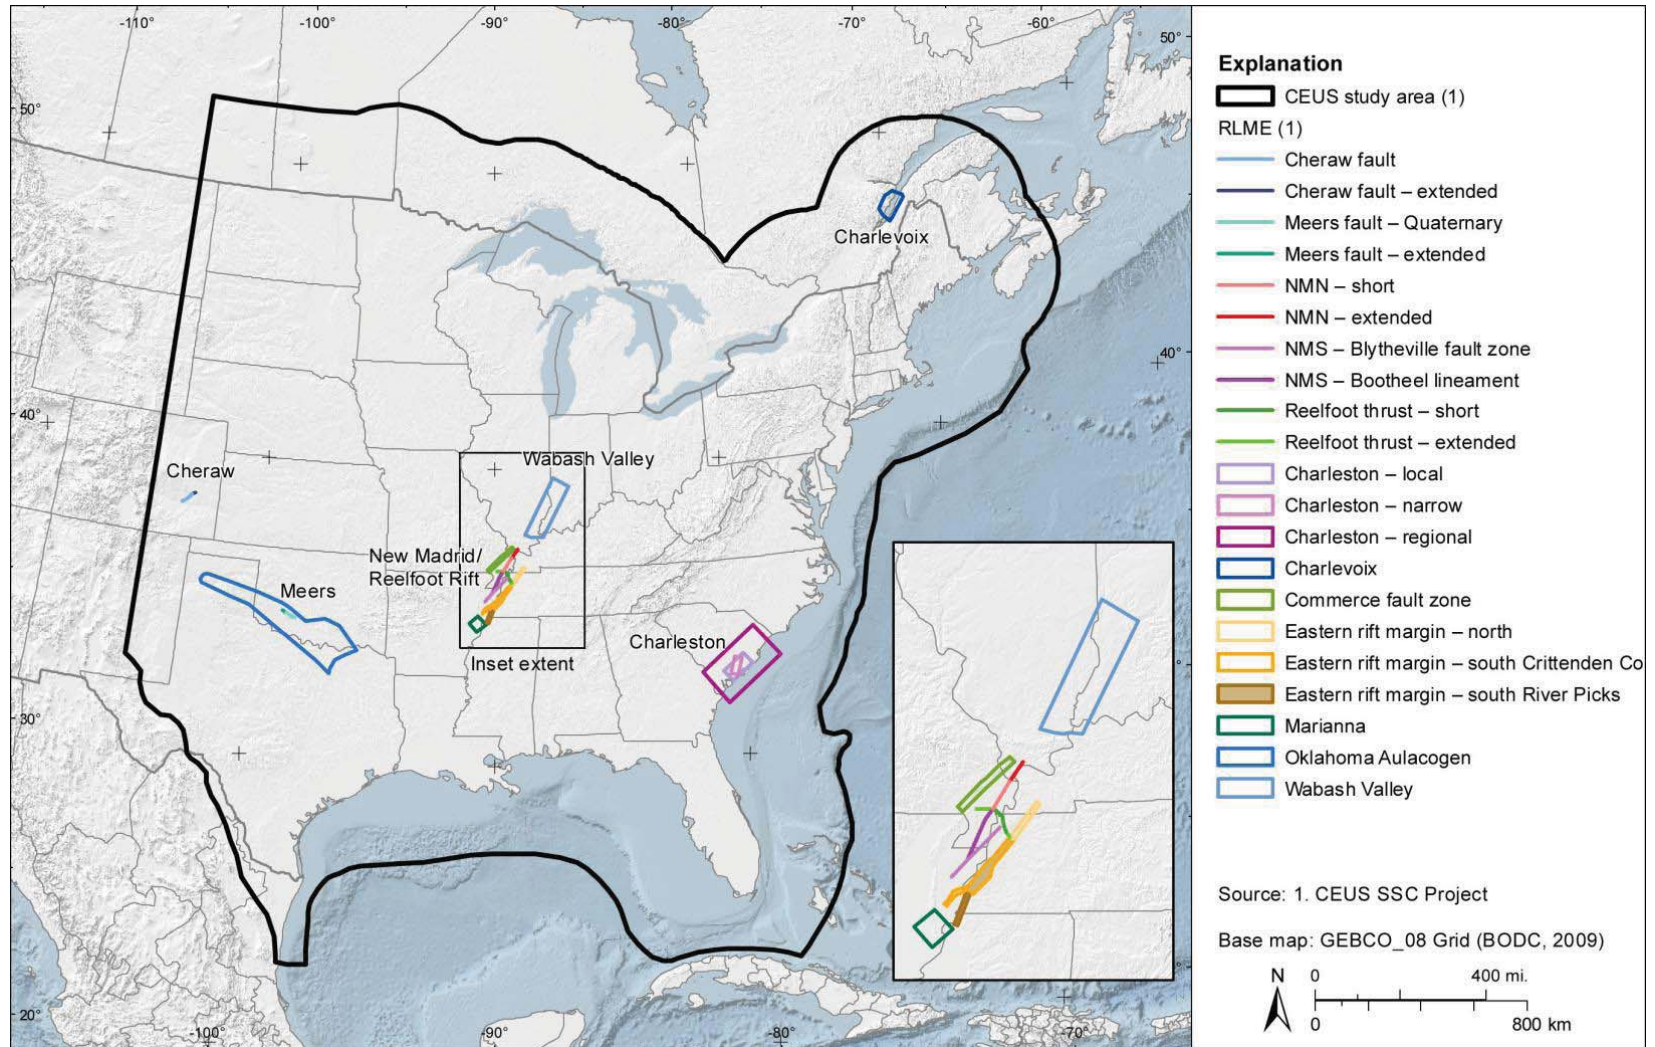 -110°
-100°
-90°
-80°
-70°
-60°
50°
50°
40°
40°
30°
20°
-100°
-90°
-80°
-70°
Charlevoix
Cheraw
Wabash Valley
New Madrid/
Reelfoot Rift
Meers
Charleston
Inset extent
Explanation
CEUS study area (1)
RLME (1)
Cheraw fault
Cheraw fault – extended
Meers fault – Quaternary
Meers fault – extended
NMN – short
NMN – extended
NMS – Blytheville fault zone
NMS – Bootheel lineament
Reelfoot thrust – short
Reelfoot thrust – extended
Charleston – local
Charleston – narrow
Charleston – regional
Charlevoix
Commerce fault zone
Eastern rift margin – north
Eastern rift margin – south Crittenden Co
Eastern rift margin – south River Picks
Marianna
Oklahoma Aulacogen
Wabash Valley
Source: 1. CEUS SSC Project
Base map: GEBCO_08 Grid (BODC, 2009)
N
0 400 mi.
0 800 km